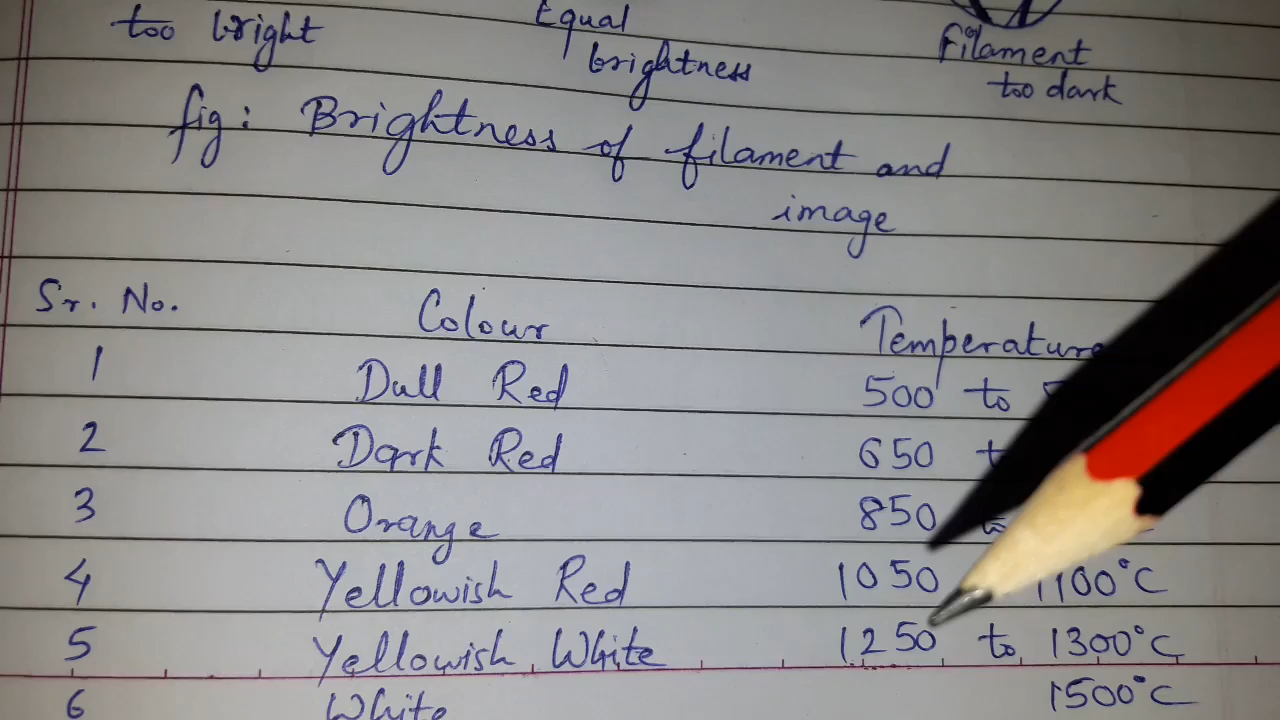 too bright Equal Filament
brightness too dark
fig: Brightness of filament and
image
Sr. No. Colour Temperature
1 Dull Red 500 to
2 Dark Red 650
3 Orange 850
4 Yellowish Red 1050 1100°C
5 Yellowish White 1250 to 1300°C
6 White 1500°C